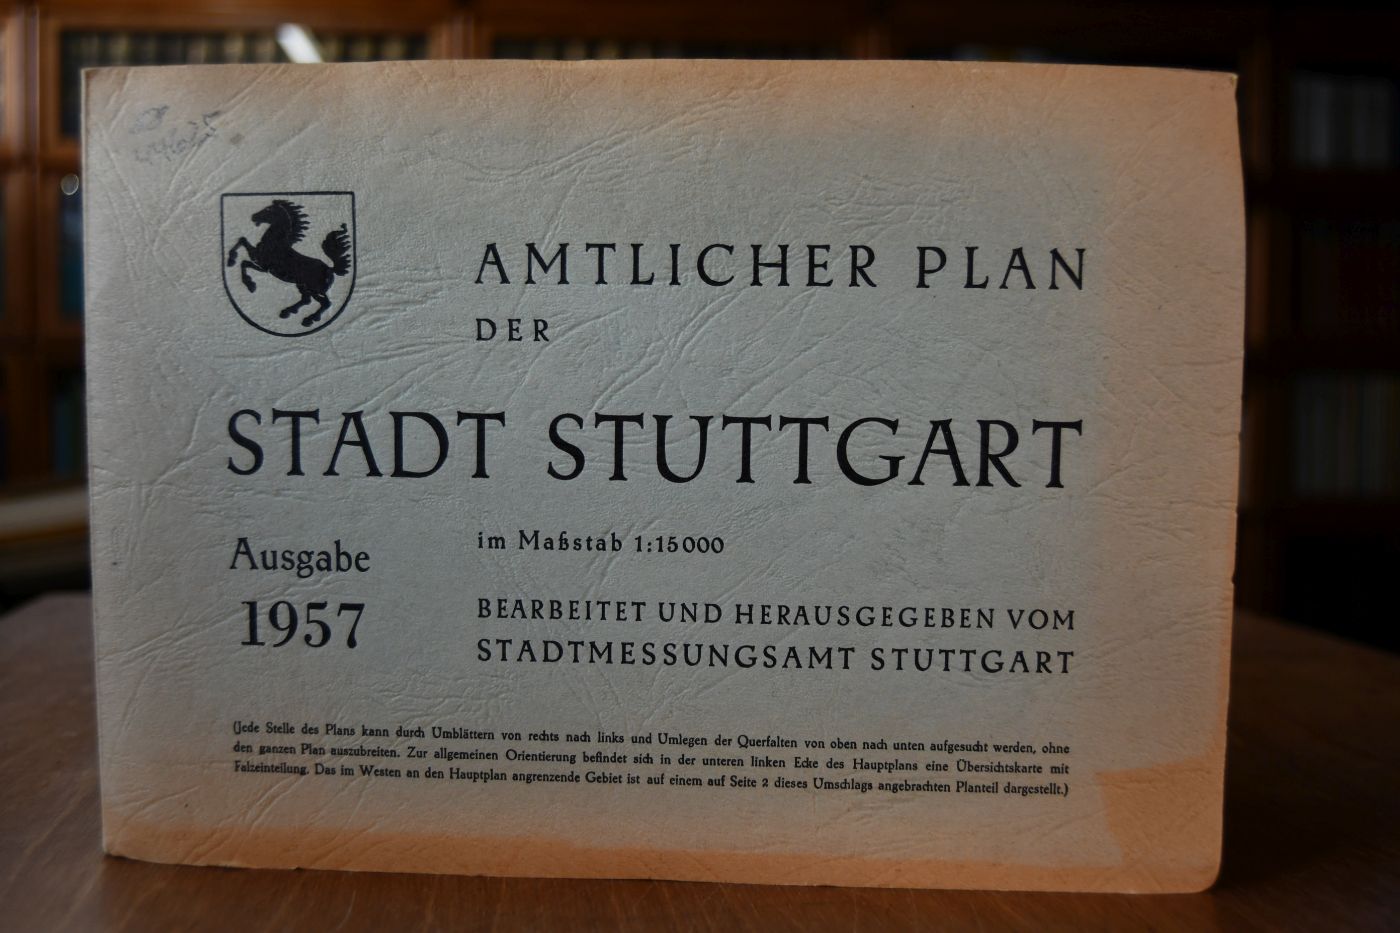 AMTLICHER PLAN
DER
STADT STUTTGART
Ausgabe
1957
im Maßstab 1:15000
BEARBEITET UND HERAUSGEGEBEN VOM
STADTMESSUNGSAMT STUTTGART
(Jede Stelle des Plans kann durch Umblättern von rechts nach links und Umlegen der Querfalten von oben nach unten aufgesucht werden, ohne
den ganzen Plan auszubreiten. Zur allgemeinen Orientierung befindet sich in der unteren linken Ecke des Hauptplans eine Übersichtskarte mit
Falzeinteilung. Das im Westen an den Hauptplan angrenzende Gebiet ist auf einem auf Seite 2 dieses Umschlags angebrachten Planteil dargestellt.)